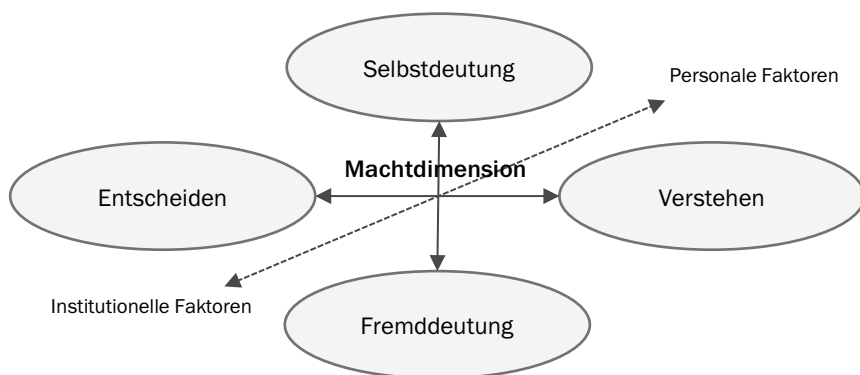 Selbstdeutung
Personale Faktoren
Machtdimension
Entscheiden
Verstehen
Institutionelle Faktoren
Fremddeutung